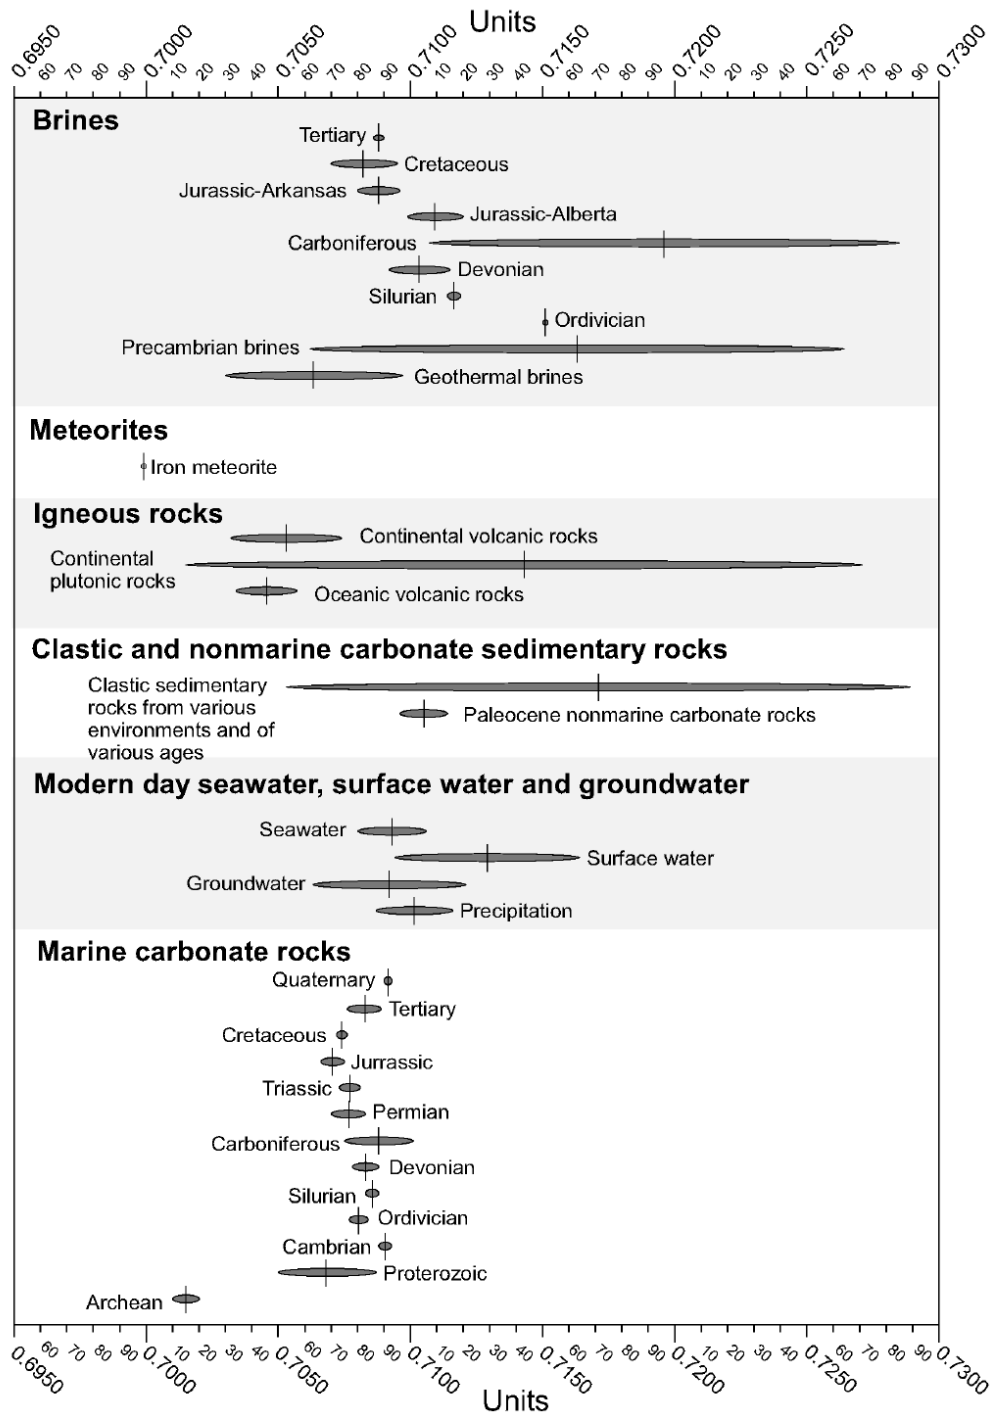 Units
0.6950 60 70 80 90 0.7000 10 20 30 40 0.7050 60 70 80 90 0.7100 10 20 30 40 0.7150 60 70 80 90 0.7200 10 20 30 40 0.7250 60 70 80 90 0.7300
Brines
Tertiary
Cretaceous
Jurassic-Arkansas
Jurassic-Alberta
Carboniferous
Devonian
Silurian
Ordivician
Precambrian brines
Geothermal brines
Meteorites
Iron meteorite
Igneous rocks
Continental volcanic rocks
Continental
plutonic rocks
Oceanic volcanic rocks
Clastic and nonmarine carbonate sedimentary rocks
Clastic sedimentary
rocks from various
environments and of
various ages
Paleocene nonmarine carbonate rocks
Modern day seawater, surface water and groundwater
Seawater
Surface water
Groundwater
Precipitation
Marine carbonate rocks
Quaternary
Tertiary
Cretaceous
Jurrassic
Triassic
Permian
Carboniferous
Devonian
Silurian
Ordivician
Cambrian
Proterozoic
Archean
0.6950 60 70 80 90 0.7000 10 20 30 40 0.7050 60 70 80 90 0.7100 10 20 30 40 0.7150 60 70 80 90 0.7200 10 20 30 40 0.7250 60 70 80 90 0.7300
Units